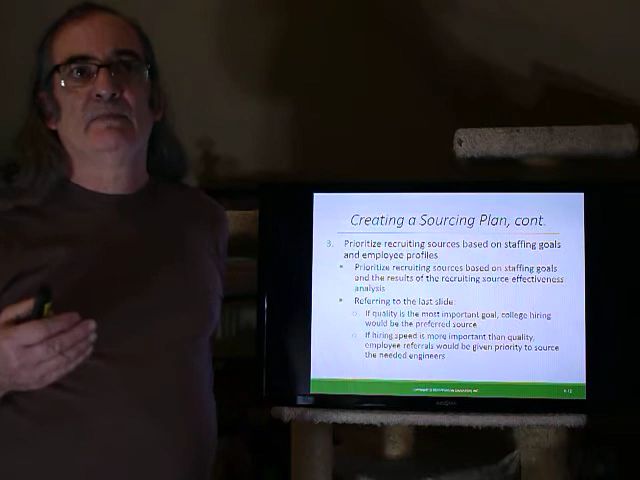 Creating a Sourcing Plan, cont.
3. Prioritize recruiting sources based on staffing goals
and employee profiles
Prioritize recruiting sources based on staffing goals
and the results of the recruiting source effectiveness
analysis
Referring to the last slide:
If quality is the most important goal, college hiring
would be the preferred source
If hiring speed is more important than quality,
employee referrals would be given priority to source
the needed engineers